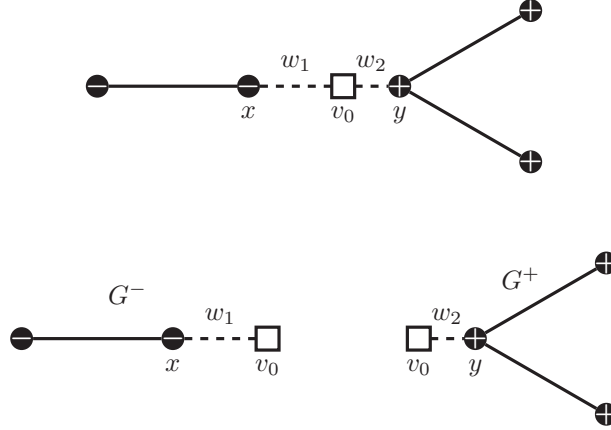 w₁ w₂
x v₀ y
G⁻ G⁺
w₁ w₂
x v₀ v₀ y